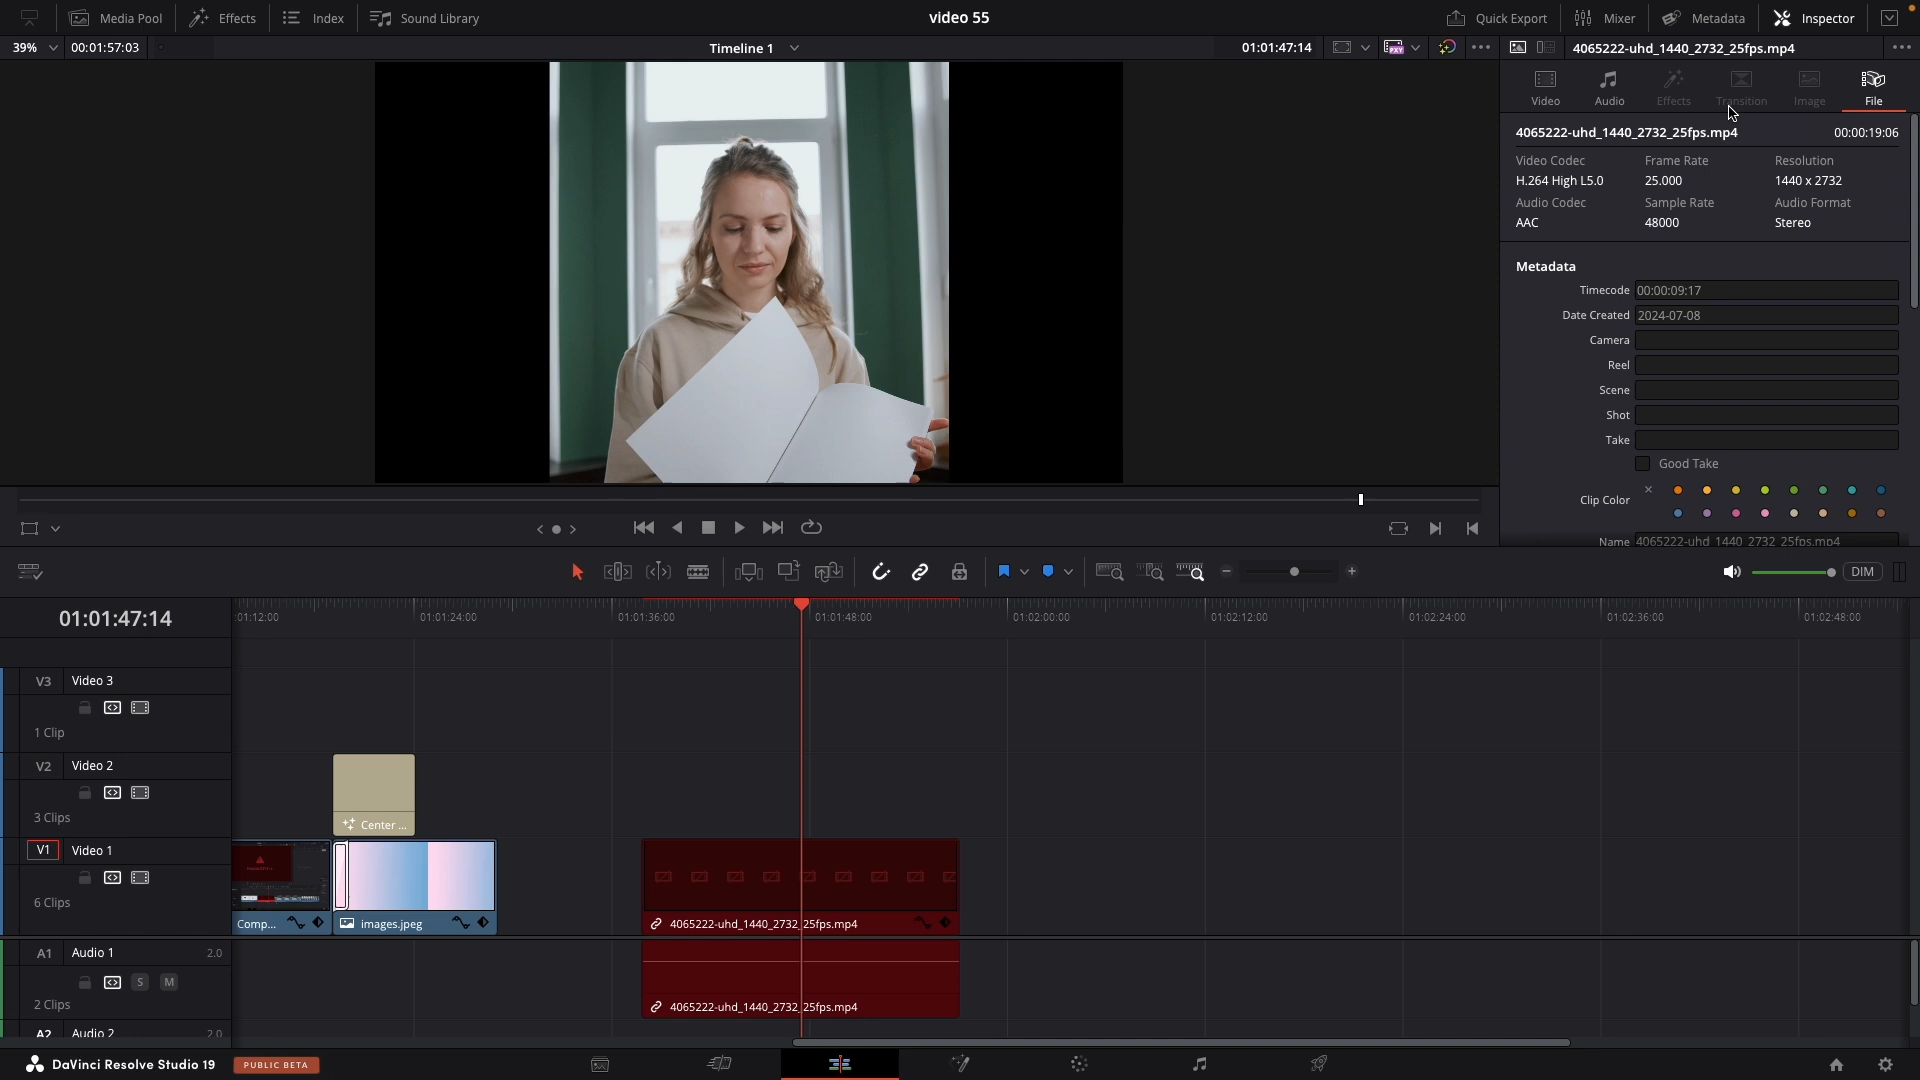 Media Pool Effects Index Sound Library video 55 Quick Export Mixer Metadata Inspector
39% 00:01:57:03 Timeline 1 01:01:47:14 PXY 4065222-uhd_1440_2732_25fps.mp4
Video Audio Effects Transition Image File
4065222-uhd_1440_2732_25fps.mp4 00:00:19:06
Video Codec Frame Rate Resolution
H.264 High L5.0 25.000 1440 x 2732
Audio Codec Sample Rate Audio Format
AAC 48000 Stereo
Metadata
Timecode 00:00:09:17
Date Created 2024-07-08
Camera
Reel
Scene
Shot
Take
Good Take
Clip Color
Name 4065222-uhd_1440_2732_25fps.mp4
DIM
01:01:47:14 :01:12:00 01:01:24:00 01:01:36:00 01:01:48:00 01:02:00:00 01:02:12:00 01:02:24:00 01:02:36:00 01:02:48:00
V3 Video 3
1 Clip
V2 Video 2
3 Clips
Center ...
V1 Video 1
6 Clips
Comp... images.jpeg 4065222-uhd_1440_2732_25fps.mp4
A1 Audio 1 2.0
S M
2 Clips
4065222-uhd_1440_2732_25fps.mp4
A2 Audio 2 2.0
DaVinci Resolve Studio 19 PUBLIC BETA